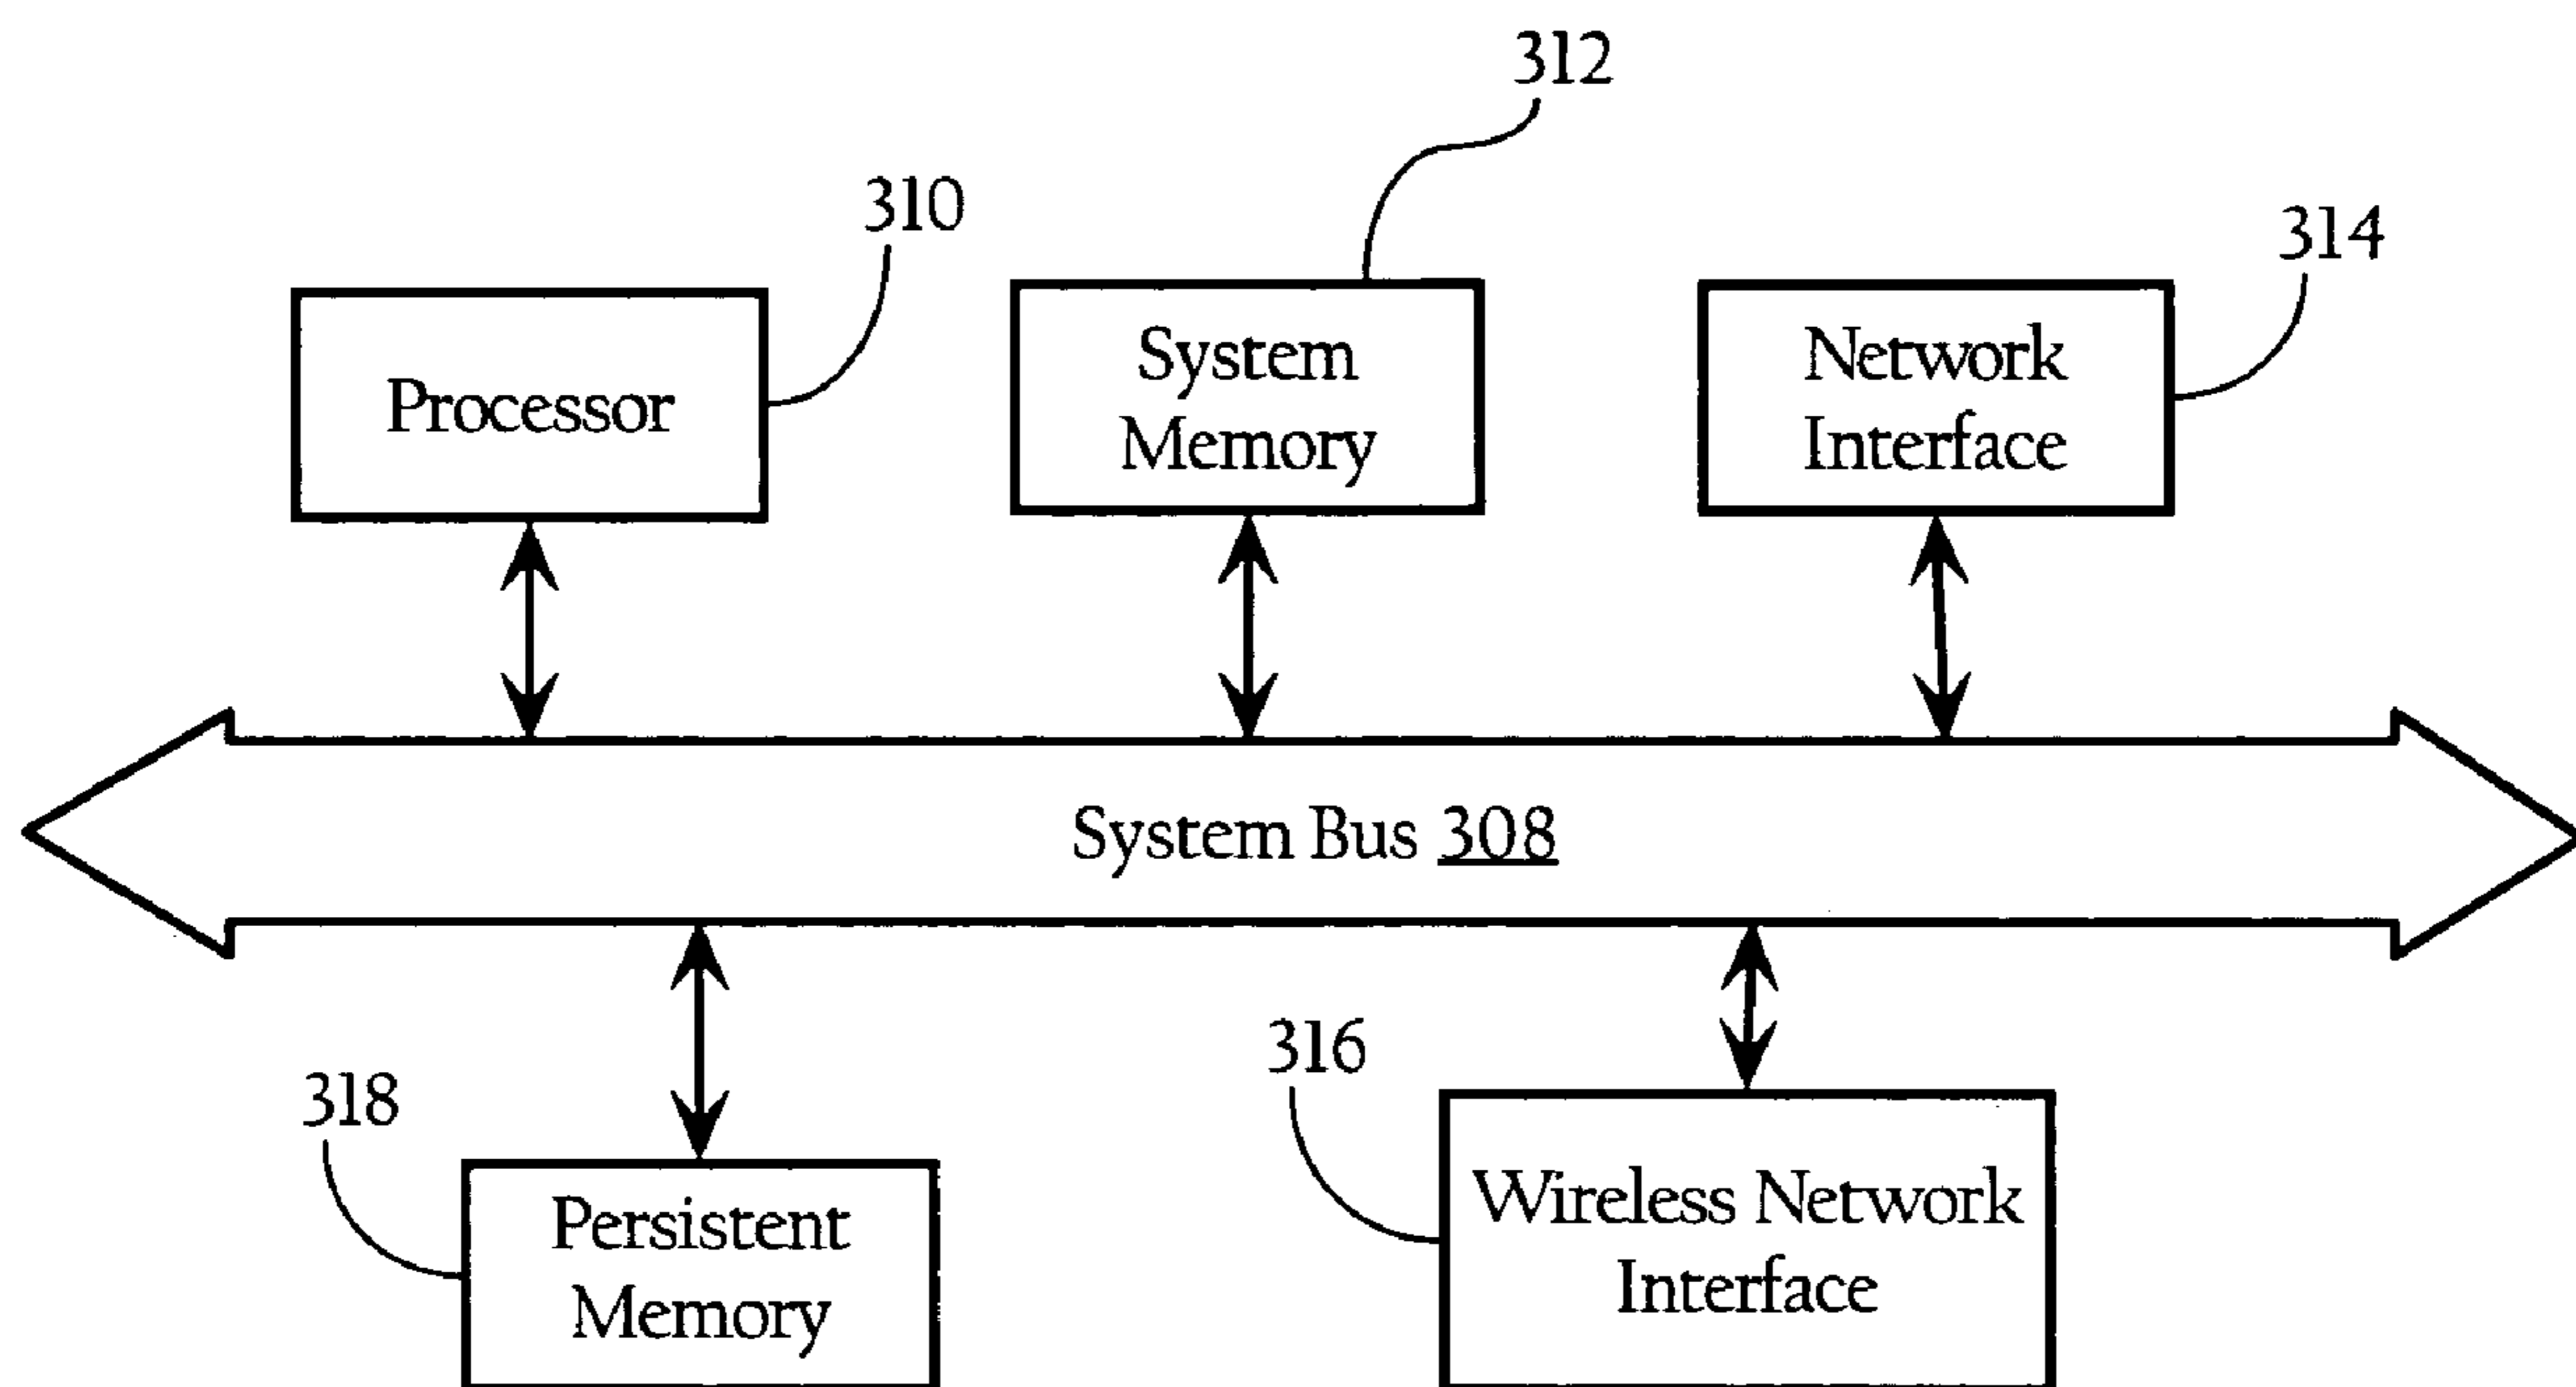 312
310
314
Processor
System
Memory
Network
Interface
System Bus 308
318
316
Persistent
Memory
Wireless Network
Interface